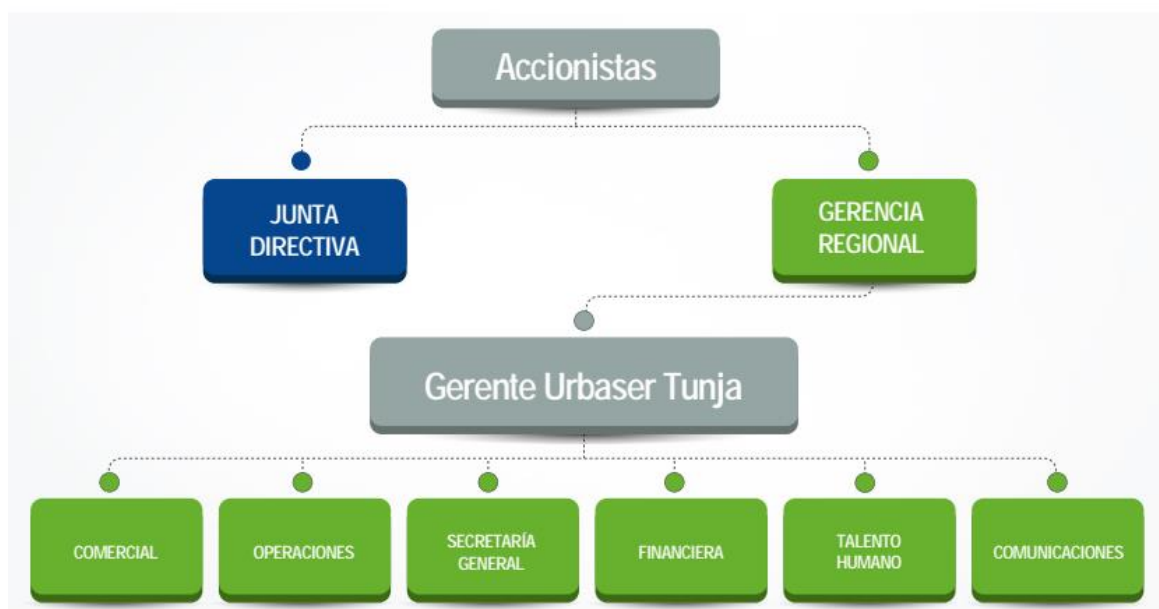 Accionistas
JUNTA
DIRECTIVA
GERENCIA
REGIONAL
Gerente Urbaser Tunja
COMERCIAL
OPERACIONES
SECRETARÍA
GENERAL
FINANCIERA
TALENTO
HUMANO
COMUNICACIONES